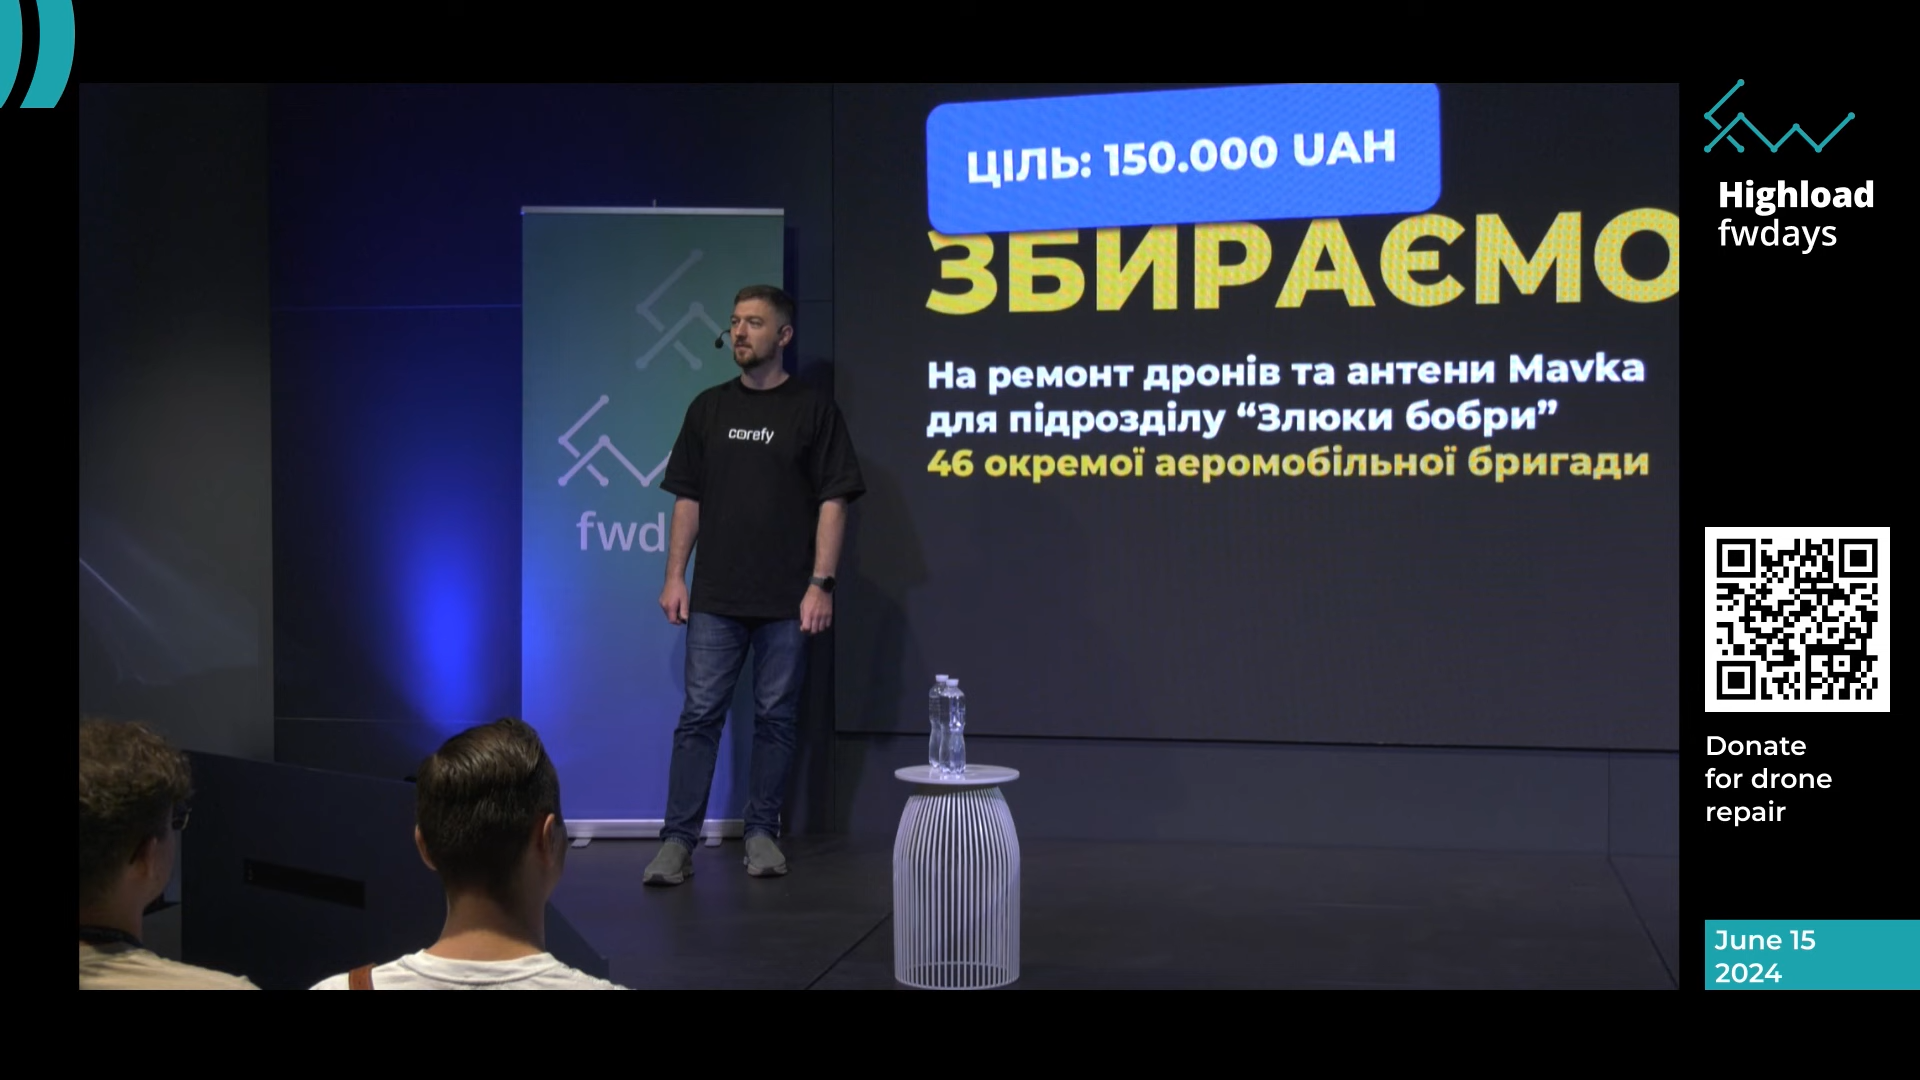 ЦІЛЬ: 150.000 UAH
ЗБИРАЄМО
На ремонт дронів та антени Mavka
для підрозділу “Злюки бобри”
46 окремої аеромобільної бригади
corefy
fwd
Highload
fwdays
Donate
for drone
repair
June 15
2024